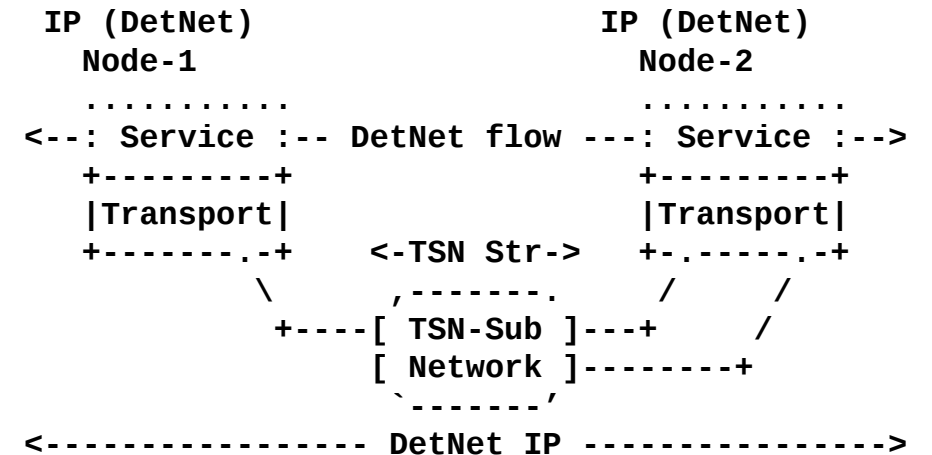 IP (DetNet)                  IP (DetNet)
   Node-1                       Node-2
   ...........                  ...........
<--: Service :-- DetNet flow ---: Service :-->
   +---------+                  +---------+
   |Transport|                  |Transport|
   +-------.-+    <-TSN Str->   +-.-----.-+
            \      ,-------.     /     /
             +----[ TSN-Sub ]---+     /
                  [ Network ]--------+
                   `-------’
<----------------- DetNet IP ---------------->